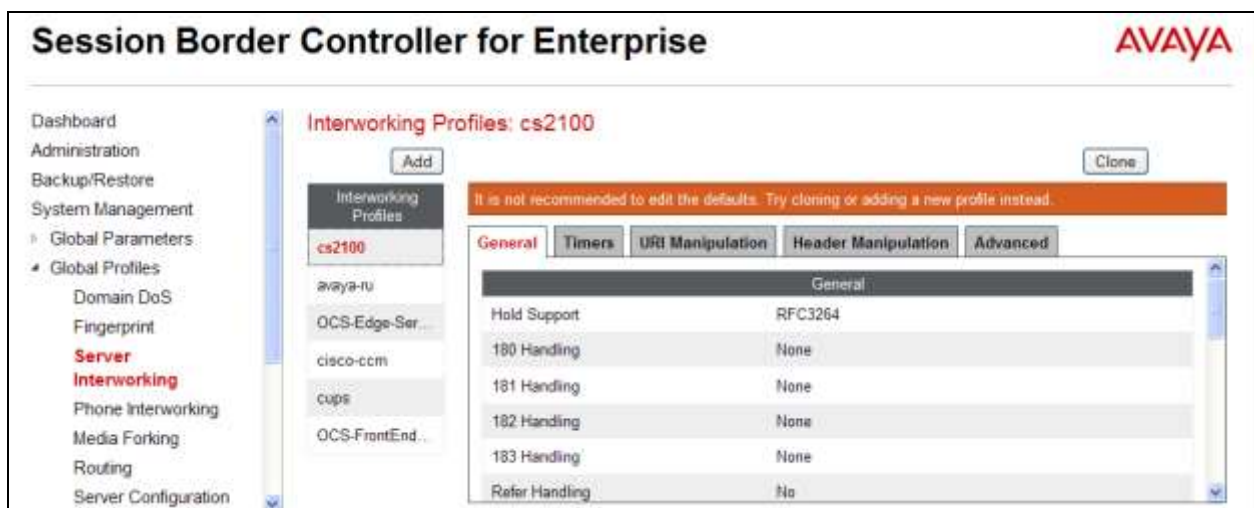 Session Border Controller for Enterprise
AVAYA
Dashboard
Administration
Backup/Restore
System Management
Global Parameters
Global Profiles
Domain DoS
Fingerprint
Server
Interworking
Phone Interworking
Media Forking
Routing
Server Configuration
Interworking Profiles: cs2100
Add
Clone
Interworking
Profiles
cs2100
avaya-ru
OCS-Edge-Ser...
cisco-ccm
cups
OCS-FrontEnd...
It is not recommended to edit the defaults. Try cloning or adding a new profile instead.
General Timers URI Manipulation Header Manipulation Advanced
General
Hold Support RFC3264
180 Handling None
181 Handling None
182 Handling None
183 Handling None
Refer Handling No